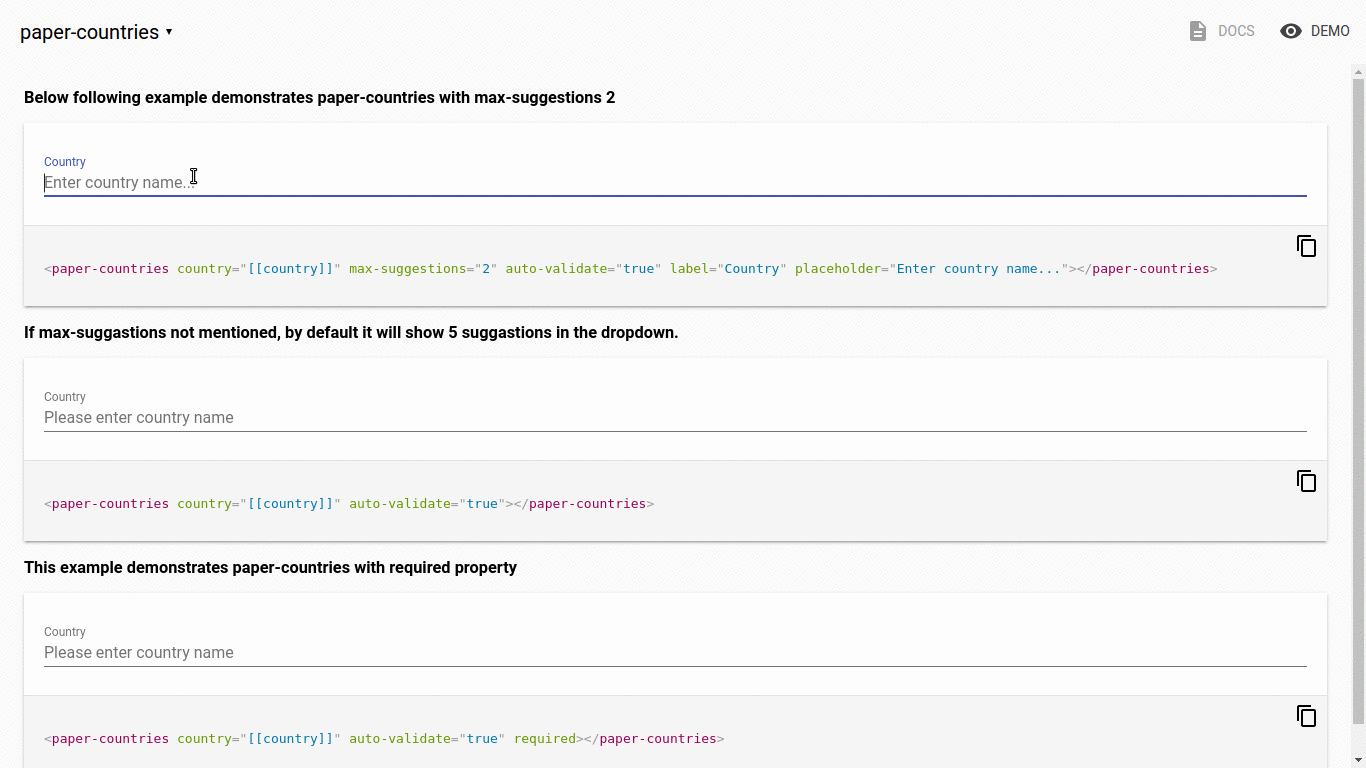 paper-countries ▾
DOCS
DEMO
Below following example demonstrates paper-countries with max-suggestions 2
Country
Enter country name...
<paper-countries country="[[country]]" max-suggestions="2" auto-validate="true" label="Country" placeholder="Enter country name..."></paper-countries>
If max-suggastions not mentioned, by default it will show 5 suggastions in the dropdown.
Country
Please enter country name
<paper-countries country="[[country]]" auto-validate="true"></paper-countries>
This example demonstrates paper-countries with required property
Country
Please enter country name
<paper-countries country="[[country]]" auto-validate="true" required></paper-countries>